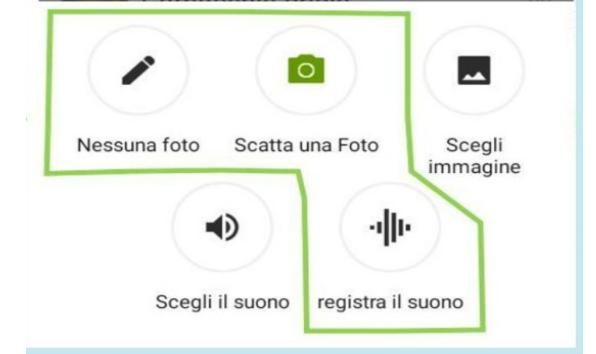 Nessuna foto
Scatta una Foto
Scegli
immagine
Scegli il suono
registra il suono